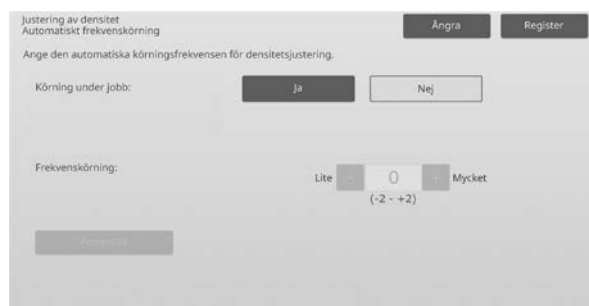 Justering av densitet
Automatiskt frekvenskörning
Ångra
Register
Ange den automatiska körningsfrekvensen för densitetsjustering.
Körning under jobb:
Ja
Nej
Frekvenskörning:
Lite - 0 + Mycket
(-2 - +2)
Anpassat